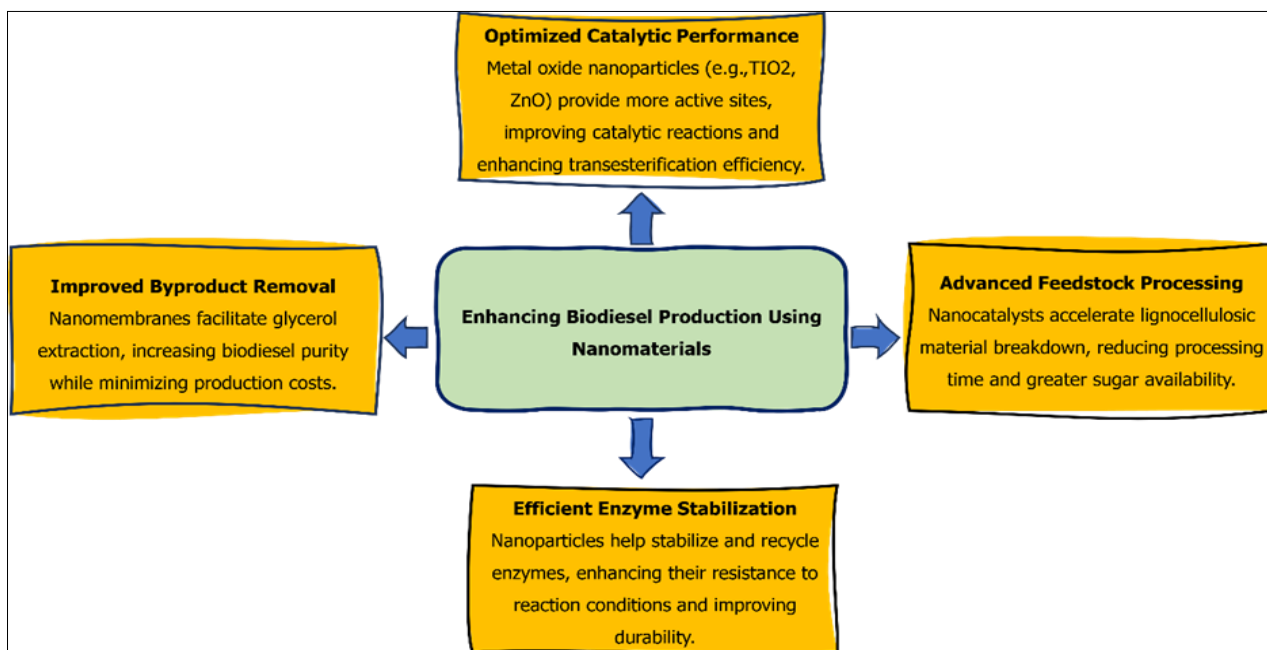 Optimized Catalytic Performance
Metal oxide nanoparticles (e.g.,TIO2,
ZnO) provide more active sites,
improving catalytic reactions and
enhancing transesterification efficiency.
Improved Byproduct Removal
Nanomembranes facilitate glycerol
extraction, increasing biodiesel purity
while minimizing production costs.
Enhancing Biodiesel Production Using
Nanomaterials
Advanced Feedstock Processing
Nanocatalysts accelerate lignocellulosic
material breakdown, reducing processing
time and greater sugar availability.
Efficient Enzyme Stabilization
Nanoparticles help stabilize and recycle
enzymes, enhancing their resistance to
reaction conditions and improving
durability.